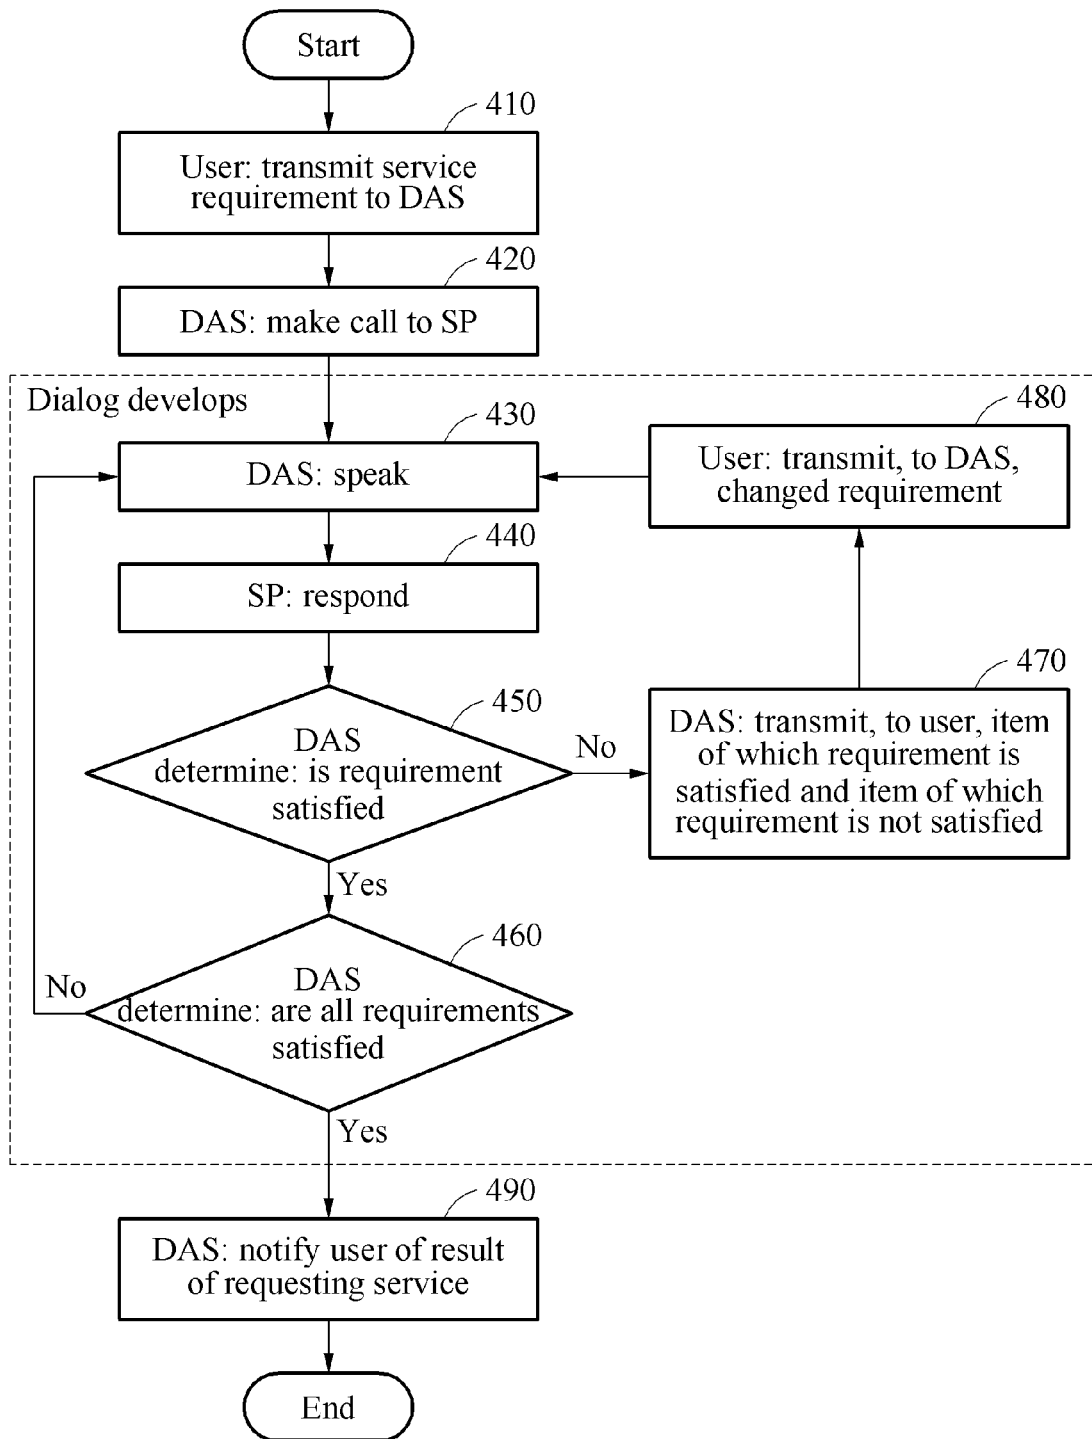 Start
410
User: transmit service
requirement to DAS
420
DAS: make call to SP
Dialog develops
430
DAS: speak
480
User: transmit, to DAS,
changed requirement
440
SP: respond
450
DAS
determine: is requirement
satisfied
No
470
DAS: transmit, to user, item
of which requirement is
satisfied and item of which
requirement is not satisfied
Yes
460
DAS
determine: are all requirements
satisfied
No
Yes
490
DAS: notify user of result
of requesting service
End